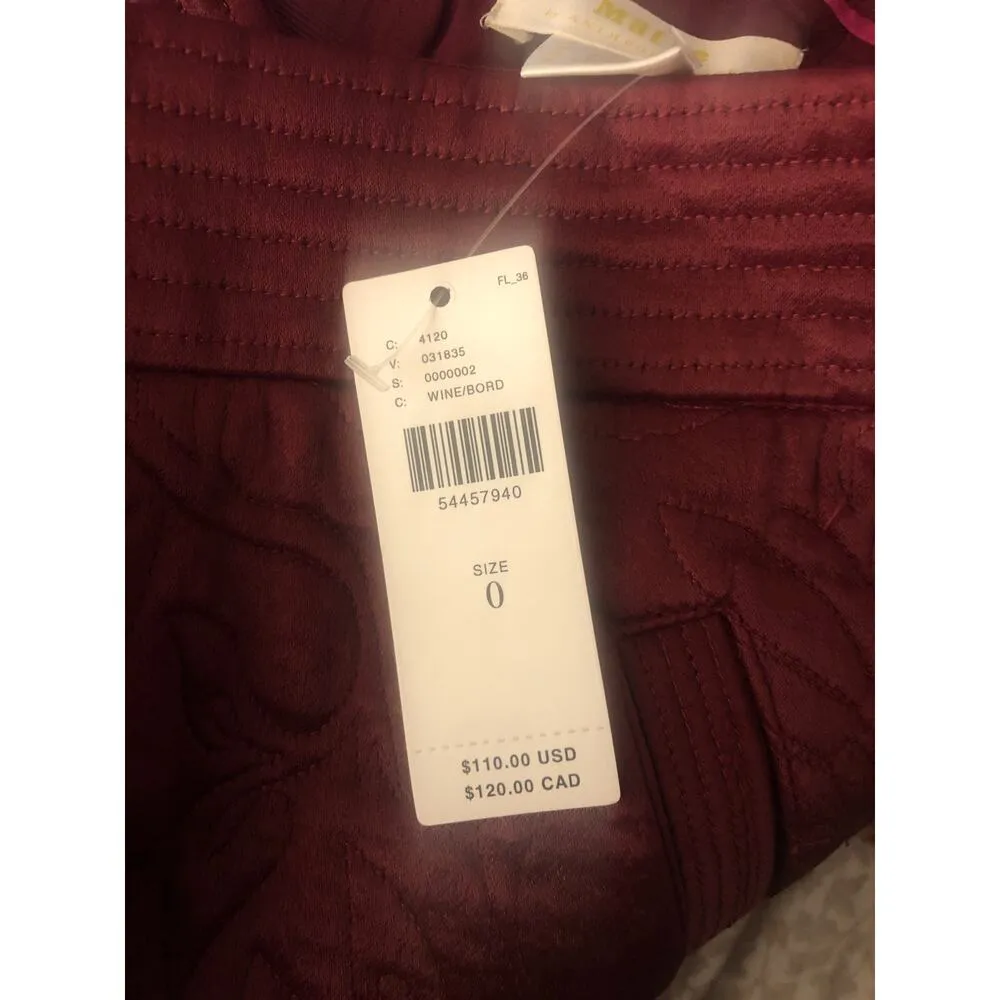 FL_36
C: 4120
V: 031835
S: 0000002
C: WINE/BORD
54457940
SIZE
0
$110.00 USD
$120.00 CAD